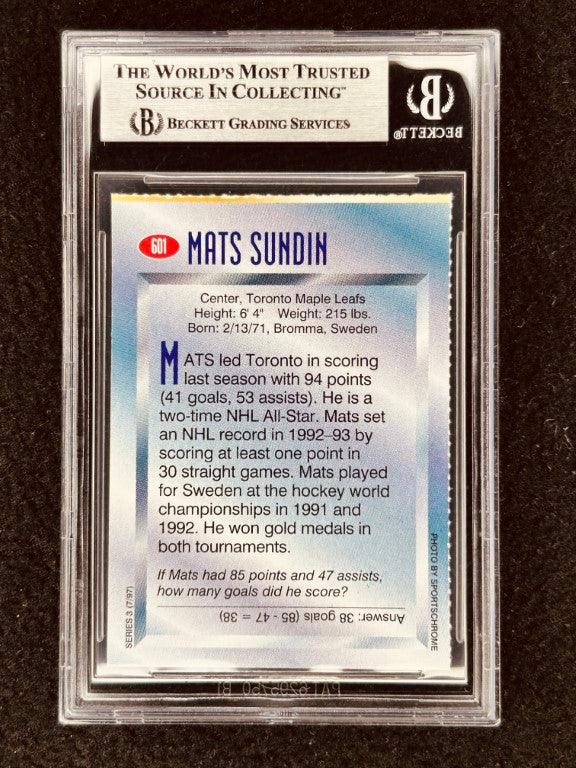 THE WORLD'S MOST TRUSTED
SOURCE IN COLLECTING™
B BECKETT GRADING SERVICES
B
BECKETT®
601 MATS SUNDIN
Center, Toronto Maple Leafs
Height: 6' 4" Weight: 215 lbs.
Born: 2/13/71, Bromma, Sweden
MATS led Toronto in scoring
last season with 94 points
(41 goals, 53 assists). He is a
two-time NHL All-Star. Mats set
an NHL record in 1992–93 by
scoring at least one point in
30 straight games. Mats played
for Sweden at the hockey world
championships in 1991 and
1992. He won gold medals in
both tournaments.
If Mats had 85 points and 47 assists,
how many goals did he score?
Answer: 38 goals (85 - 47 = 38)
SERIES 3 (7/97)
PHOTO BY SPORTSCHROME